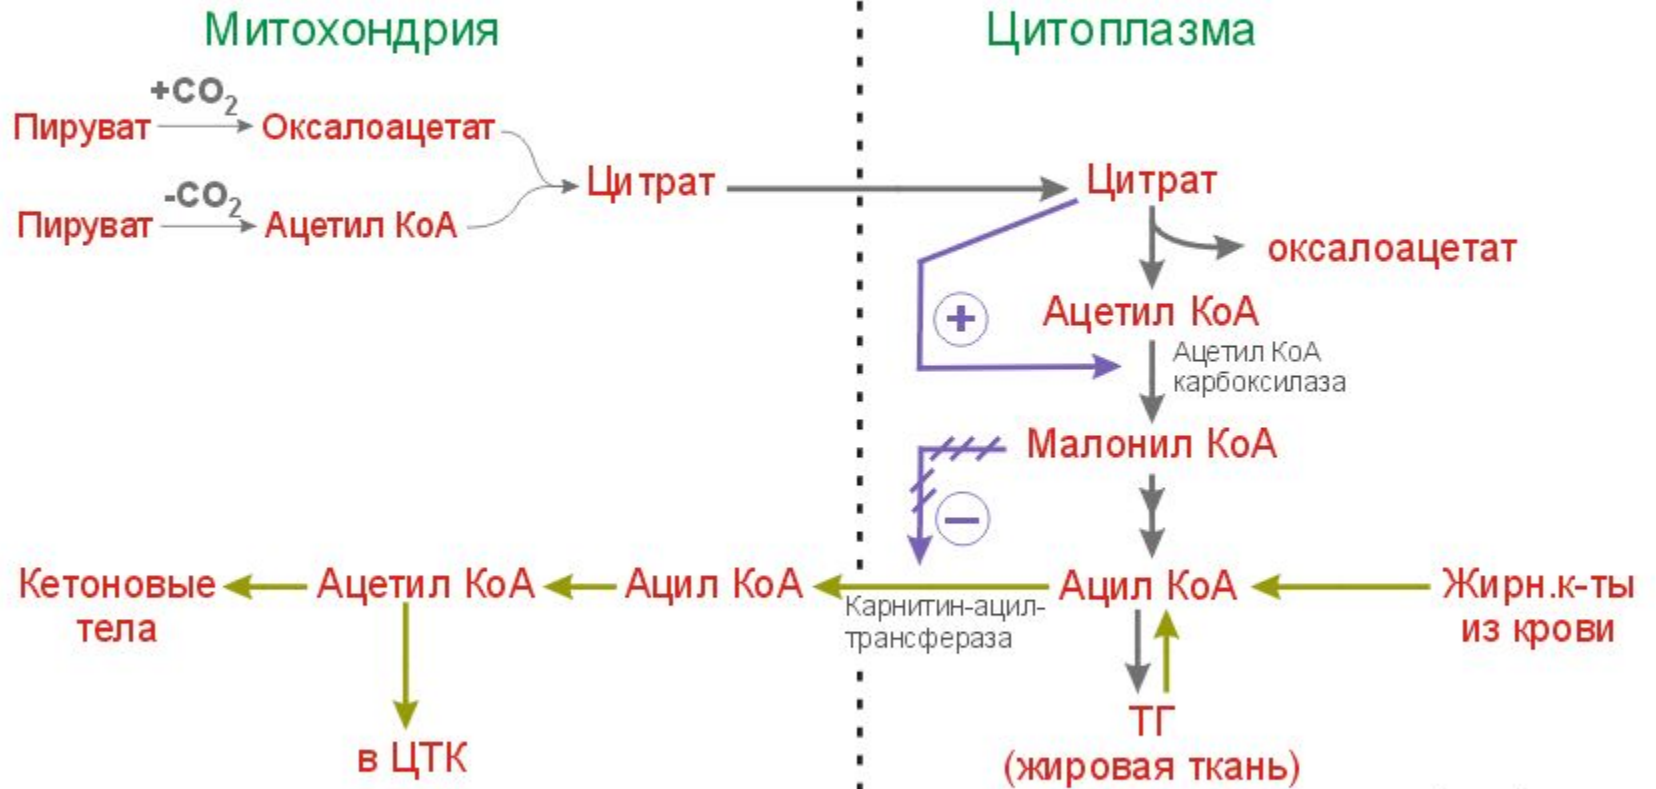 Митохондрия
Цитоплазма
+CO2
Пируват
Оксалоацетат
-CO2
Пируват
Ацетил КоА
Цитрат
Цитрат
оксалоацетат
+
Ацетил КоА
Ацетил КоА
карбоксилаза
Малонил КоА
−
Кетоновые
тела
Ацетил КоА
Ацил КоА
Карнитин-ацил-
трансфераза
Ацил КоА
Жирн.к-ты
из крови
в ЦТК
ТГ
(жировая ткань)